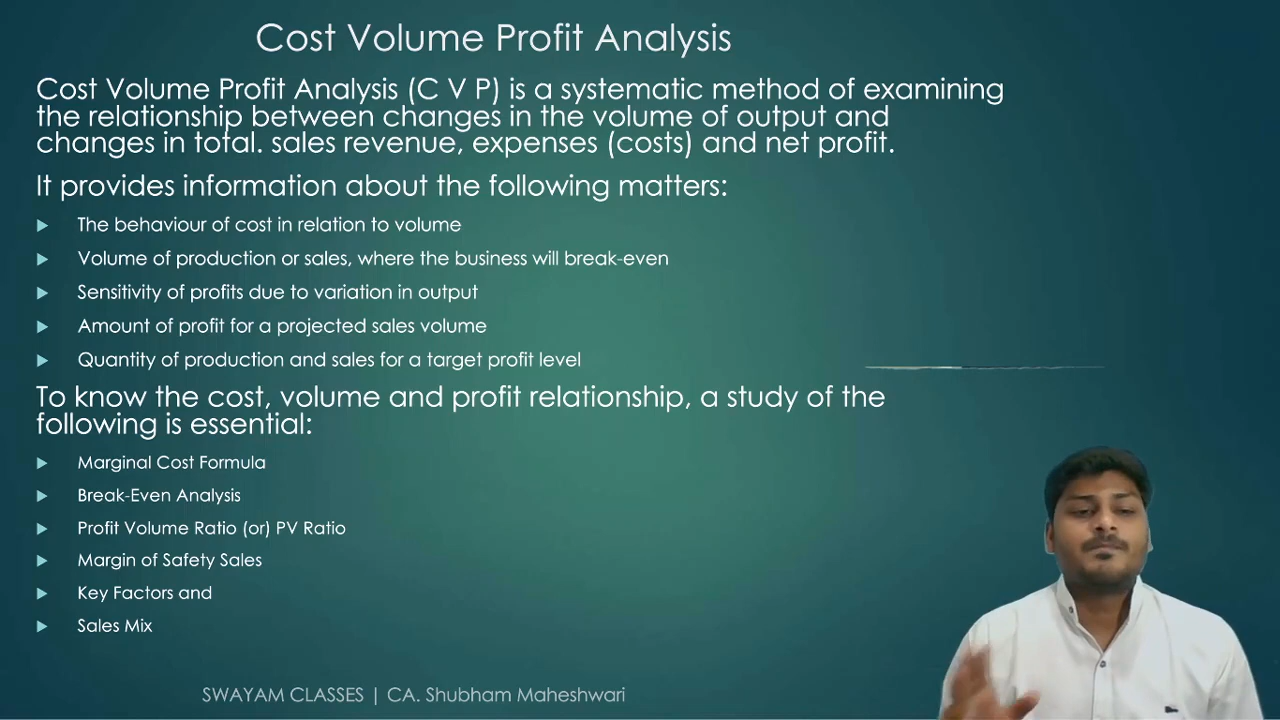 Cost Volume Profit Analysis
Cost Volume Profit Analysis (C V P) is a systematic method of examining
the relationship between changes in the volume of output and
changes in total. sales revenue, expenses (costs) and net profit.
It provides information about the following matters:
The behaviour of cost in relation to volume
Volume of production or sales, where the business will break-even
Sensitivity of profits due to variation in output
Amount of profit for a projected sales volume
Quantity of production and sales for a target profit level
To know the cost, volume and profit relationship, a study of the
following is essential:
Marginal Cost Formula
Break-Even Analysis
Profit Volume Ratio (or) PV Ratio
Margin of Safety Sales
Key Factors and
Sales Mix
SWAYAM CLASSES | CA. Shubham Maheshwari